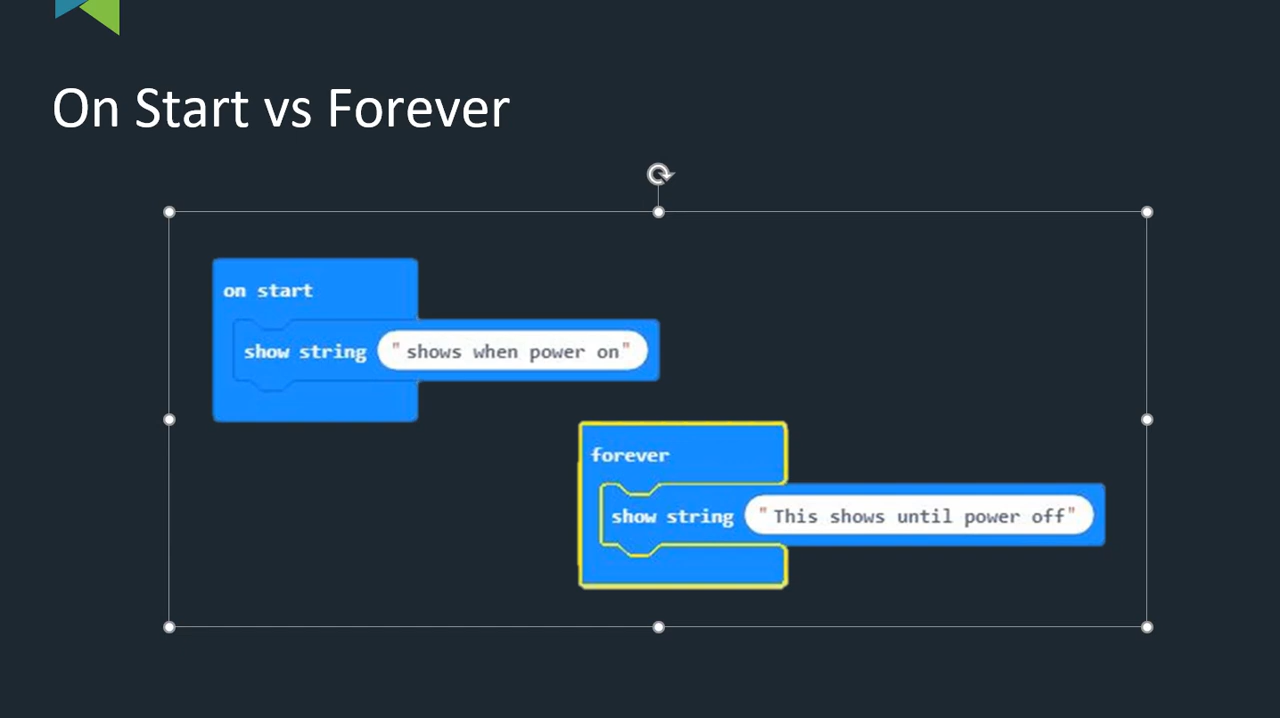 On Start vs Forever
on start
show string "shows when power on"
forever
show string "This shows until power off"